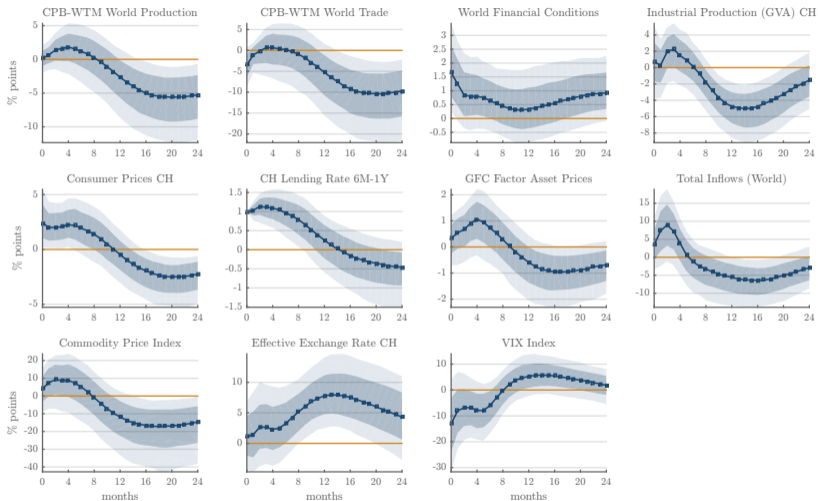 CPB-WTM World Production
CPB-WTM World Trade
World Financial Conditions
Industrial Production (GVA) CH
% points
0 5 0 -5 -10
5 0 -5 -10 -15 -20
3 2.5 2 1.5 1 0.5 0 -0.5
4 2 0 -2 -4 -6 -8
0 4 8 12 16 20 24
0 4 8 12 16 20 24
0 4 8 12 16 20 24
0 4 8 12 16 20 24
Consumer Prices CH
CH Lending Rate 6M-1Y
GFC Factor Asset Prices
Total Inflows (World)
% points
5 0 -5
1.5 1 0.5 0 -0.5 -1 -1.5
2 1 0 -1 -2
15 10 5 0 -5 -10
0 4 8 12 16 20 24
0 4 8 12 16 20 24
0 4 8 12 16 20 24
0 4 8 12 16 20 24
Commodity Price Index
Effective Exchange Rate CH
VIX Index
% points
20 10 0 -10 -20 -30 -40
10 5 0
10 0 -10 -20 -30
0 4 8 12 16 20 24
0 4 8 12 16 20 24
0 4 8 12 16 20 24
months
months
months